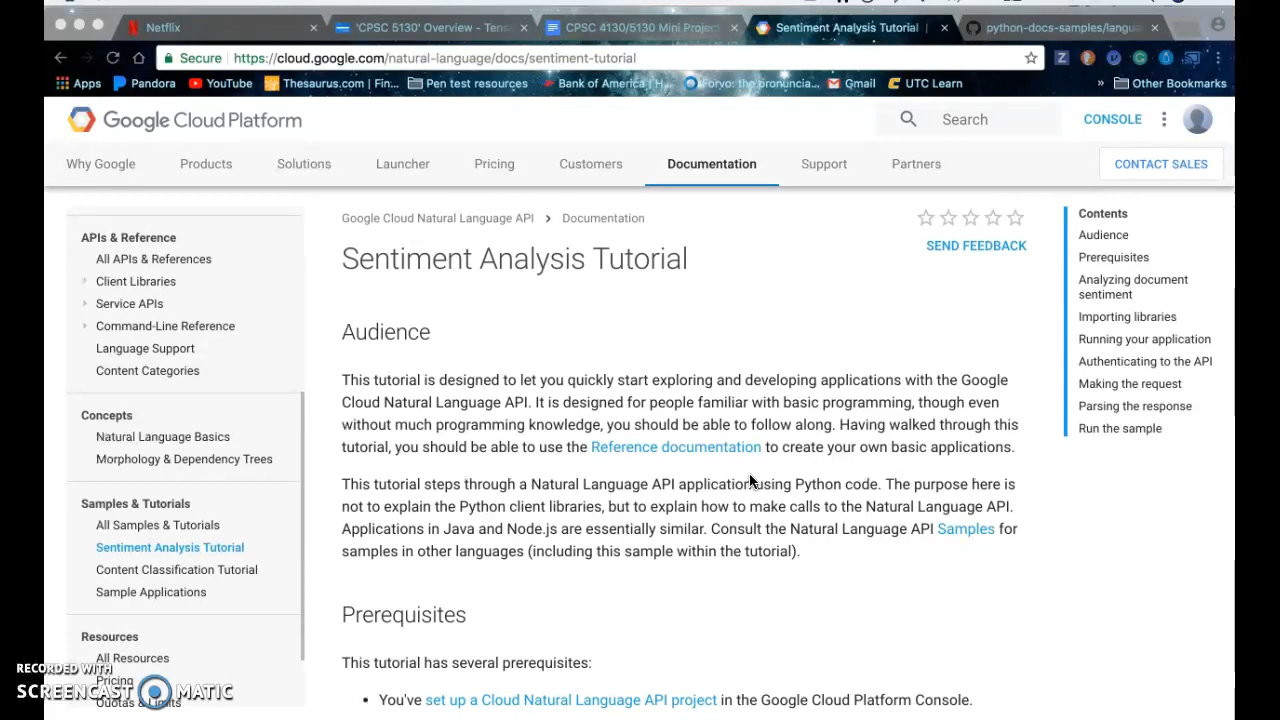 Netflix
'CPSC 5130' Overview - Tens
CPSC 4130/5130 Mini Project
Sentiment Analysis Tutorial
python-docs-samples/langu
Secure
https://cloud.google.com/natural-language/docs/sentiment-tutorial
Apps
Pandora
YouTube
Thesaurus.com | Fin...
Pen test resources
Bank of America | H...
Forvo: the pronuncia...
Gmail
UTC Learn
» Other Bookmarks
Google Cloud Platform
Search
CONSOLE
Why Google
Products
Solutions
Launcher
Pricing
Customers
Documentation
Support
Partners
CONTACT SALES
APIs & Reference
All APIs & References
Client Libraries
Service APIs
Command-Line Reference
Language Support
Content Categories
Concepts
Natural Language Basics
Morphology & Dependency Trees
Samples & Tutorials
All Samples & Tutorials
Sentiment Analysis Tutorial
Content Classification Tutorial
Sample Applications
Resources
All Resources
Pricing
Quotas & Limits
Google Cloud Natural Language API > Documentation
SEND FEEDBACK
Sentiment Analysis Tutorial
Audience
This tutorial is designed to let you quickly start exploring and developing applications with the Google
Cloud Natural Language API. It is designed for people familiar with basic programming, though even
without much programming knowledge, you should be able to follow along. Having walked through this
tutorial, you should be able to use the Reference documentation to create your own basic applications.
This tutorial steps through a Natural Language API application using Python code. The purpose here is
not to explain the Python client libraries, but to explain how to make calls to the Natural Language API.
Applications in Java and Node.js are essentially similar. Consult the Natural Language API Samples for
samples in other languages (including this sample within the tutorial).
Prerequisites
This tutorial has several prerequisites:
• You've set up a Cloud Natural Language API project in the Google Cloud Platform Console.
Contents
Audience
Prerequisites
Analyzing document
sentiment
Importing libraries
Running your application
Authenticating to the API
Making the request
Parsing the response
Run the sample
RECORDED WITH
SCREENCAST MATIC